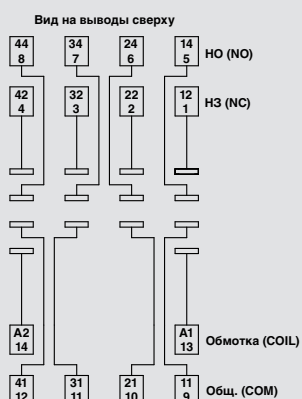 Вид на выводы сверху
44 34 24 14
8 7 6 5
НО (NO)
42 32 22 12
4 3 2 1
НЗ (NC)
A2 A1
14 13
Обмотка (COIL)
41 31 21 11
12 11 10 9
Общ. (COM)